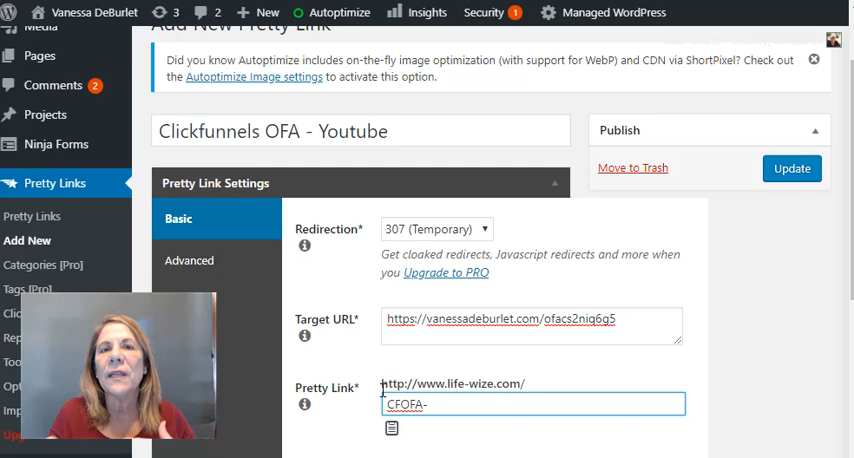 Vanessa DeBurlet 3 2 New Autoptimize Insights Security 1 Managed WordPress
Media
Pages
Comments 2
Projects
Ninja Forms
Pretty Links
Pretty Links
Add New
Categories [Pro]
Tags [Pro]
Add New Pretty Link
Did you know Autoptimize includes on-the-fly image optimization (with support for WebP) and CDN via ShortPixel? Check out
the Autoptimize Image settings to activate this option.
Clickfunnels OFA - Youtube
Publish
Move to Trash
Update
Pretty Link Settings
Basic
Advanced
Redirection*
307 (Temporary)
Get cloaked redirects, Javascript redirects and more when
you Upgrade to PRO
Target URL*
https://vanessadeburlet.com/ofacs2niq6g5
Pretty Link*
http://www.life-wize.com/
CFOFA-